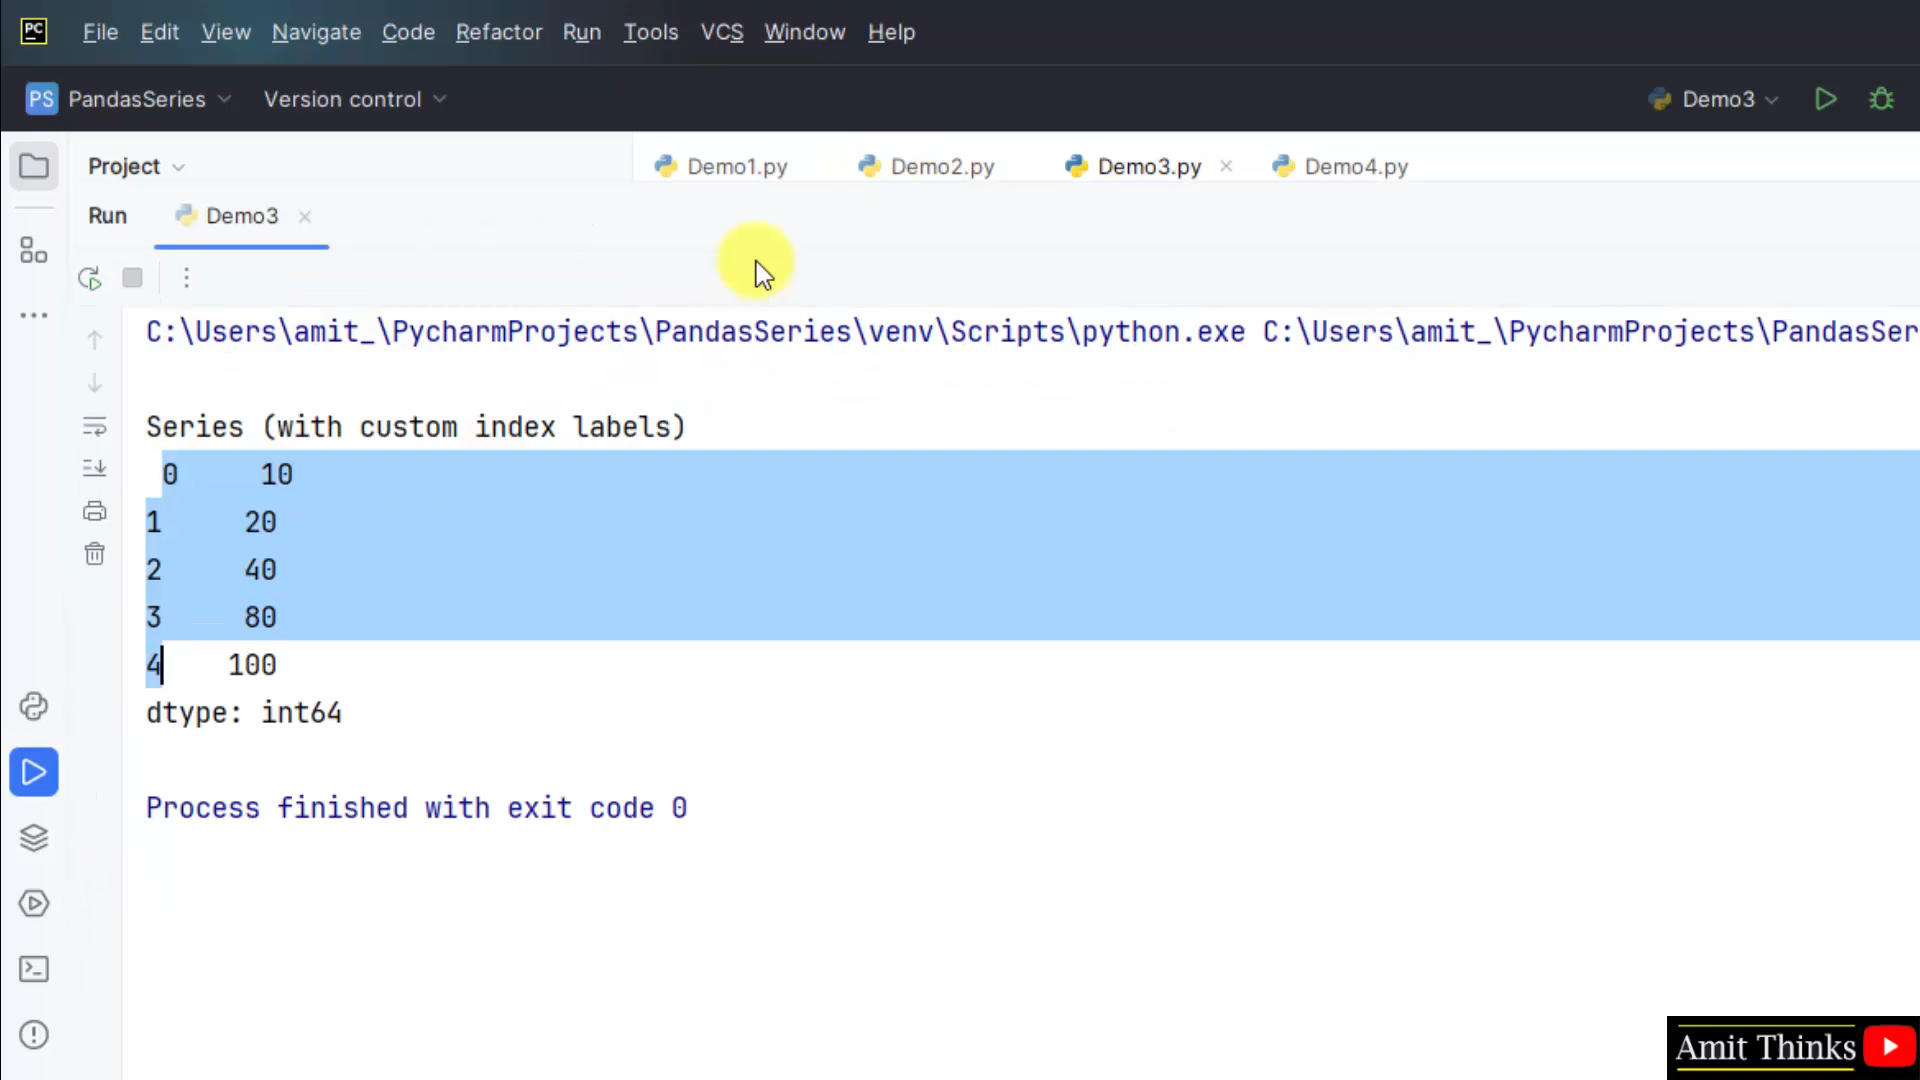 PC File Edit View Navigate Code Refactor Run Tools VCS Window Help
PS PandasSeries Version control Demo3
Project Demo1.py Demo2.py Demo3.py Demo4.py
Run Demo3
C:\Users\amit_\PycharmProjects\PandasSeries\venv\Scripts\python.exe C:\Users\amit_\PycharmProjects\PandasSer
Series (with custom index labels)
0 10
1 20
2 40
3 80
4 100
dtype: int64
Process finished with exit code 0
Amit Thinks